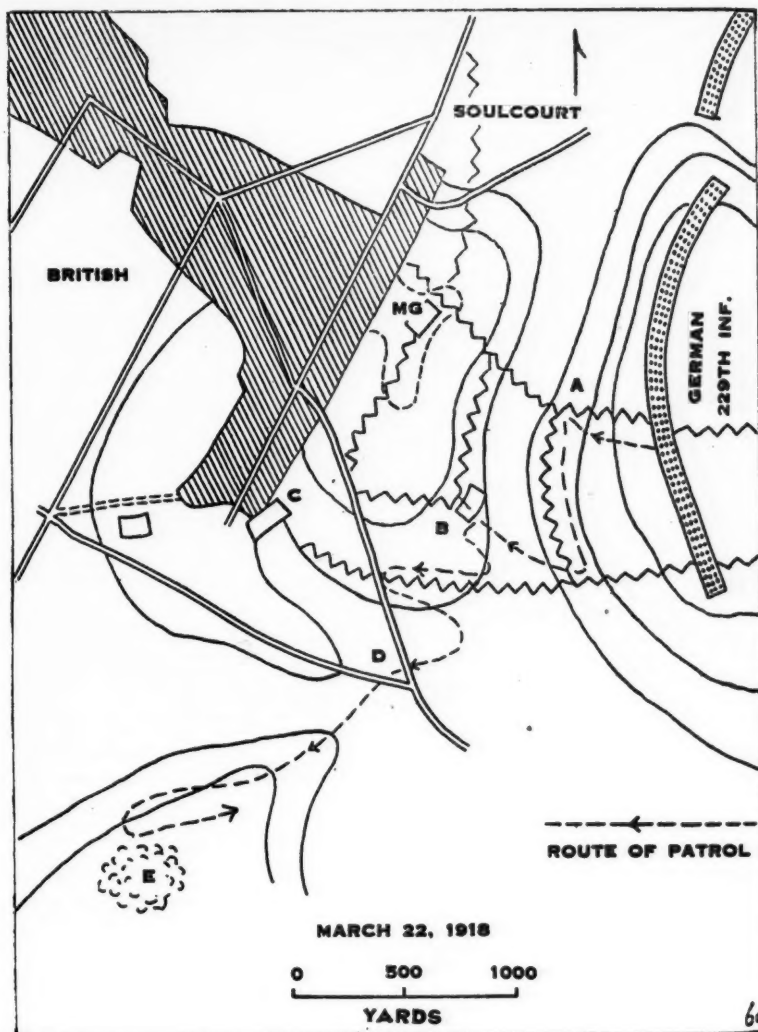 SOULCOURT
BRITISH
MG
GERMAN
229TH INF.
A
C
B
D
E
ROUTE OF PATROL
MARCH 22, 1918
0 500 1000
YARDS